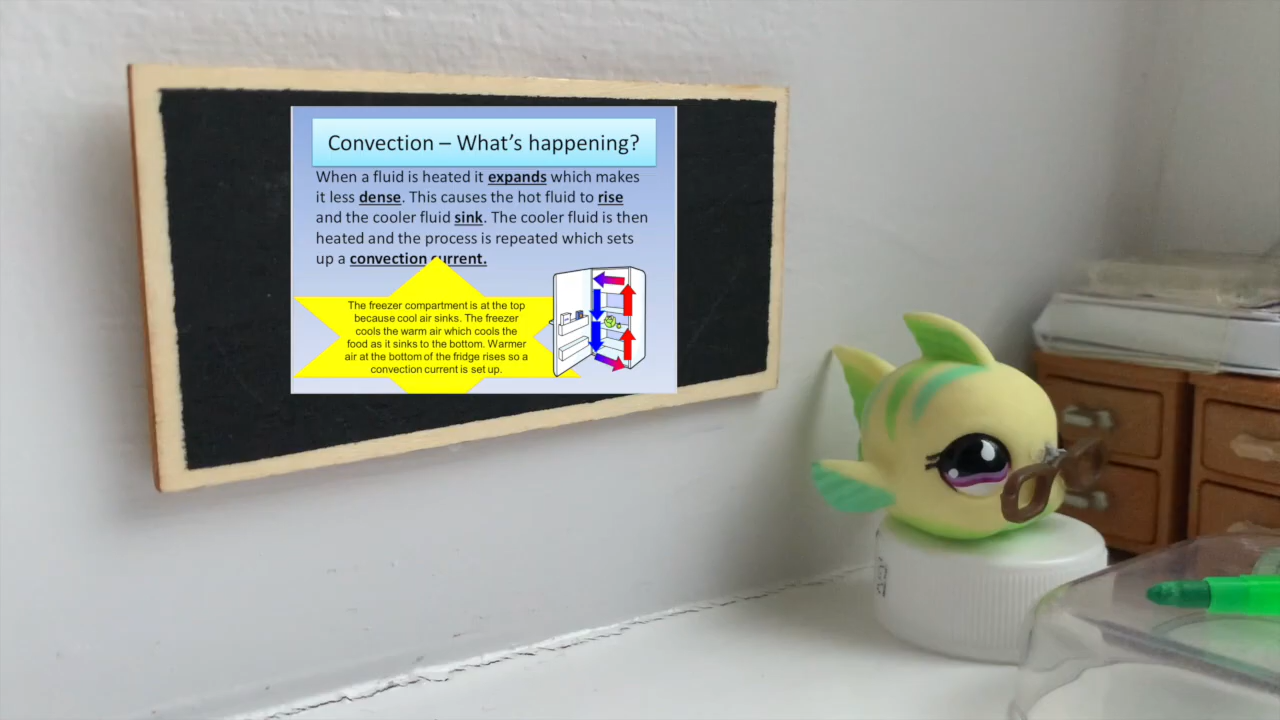 Convection – What's happening?
When a fluid is heated it expands which makes
it less dense. This causes the hot fluid to rise
and the cooler fluid sink. The cooler fluid is then
heated and the process is repeated which sets
up a convection current.
The freezer compartment is at the top
because cool air sinks. The freezer
cools the warm air which cools the
food as it sinks to the bottom. Warmer
air at the bottom of the fridge rises so a
convection current is set up.